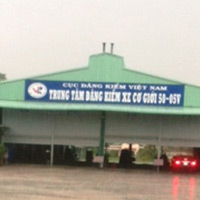 CỤC ĐĂNG KIỂM VIỆT NAM
TRUNG TÂM ĐĂNG KIỂM XE CƠ GIỚI 50-05V